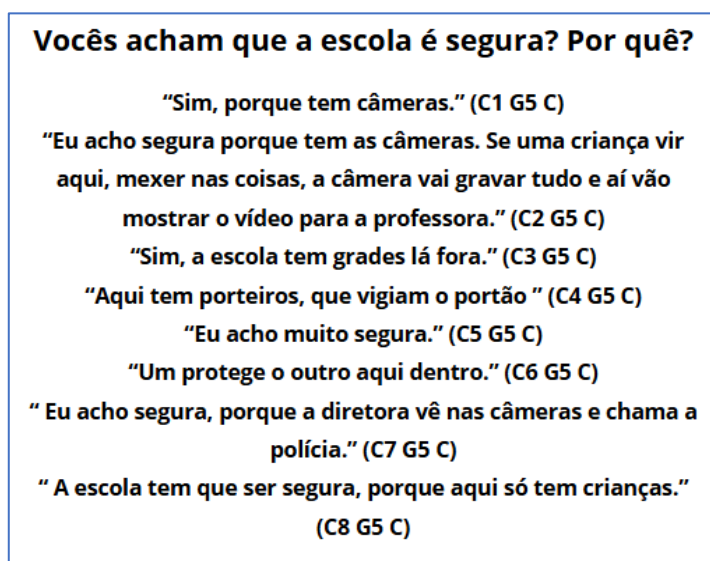 Vocês acham que a escola é segura? Por quê?
“Sim, porque tem câmeras.” (C1 G5 C)
“Eu acho segura porque tem as câmeras. Se uma criança vir
aqui, mexer nas coisas, a câmera vai gravar tudo e aí vão
mostrar o vídeo para a professora.” (C2 G5 C)
“Sim, a escola tem grades lá fora.” (C3 G5 C)
“Aqui tem porteiros, que vigiam o portão ” (C4 G5 C)
“Eu acho muito segura.” (C5 G5 C)
“Um protege o outro aqui dentro.” (C6 G5 C)
“ Eu acho segura, porque a diretora vê nas câmeras e chama a
polícia.” (C7 G5 C)
“ A escola tem que ser segura, porque aqui só tem crianças.”
(C8 G5 C)